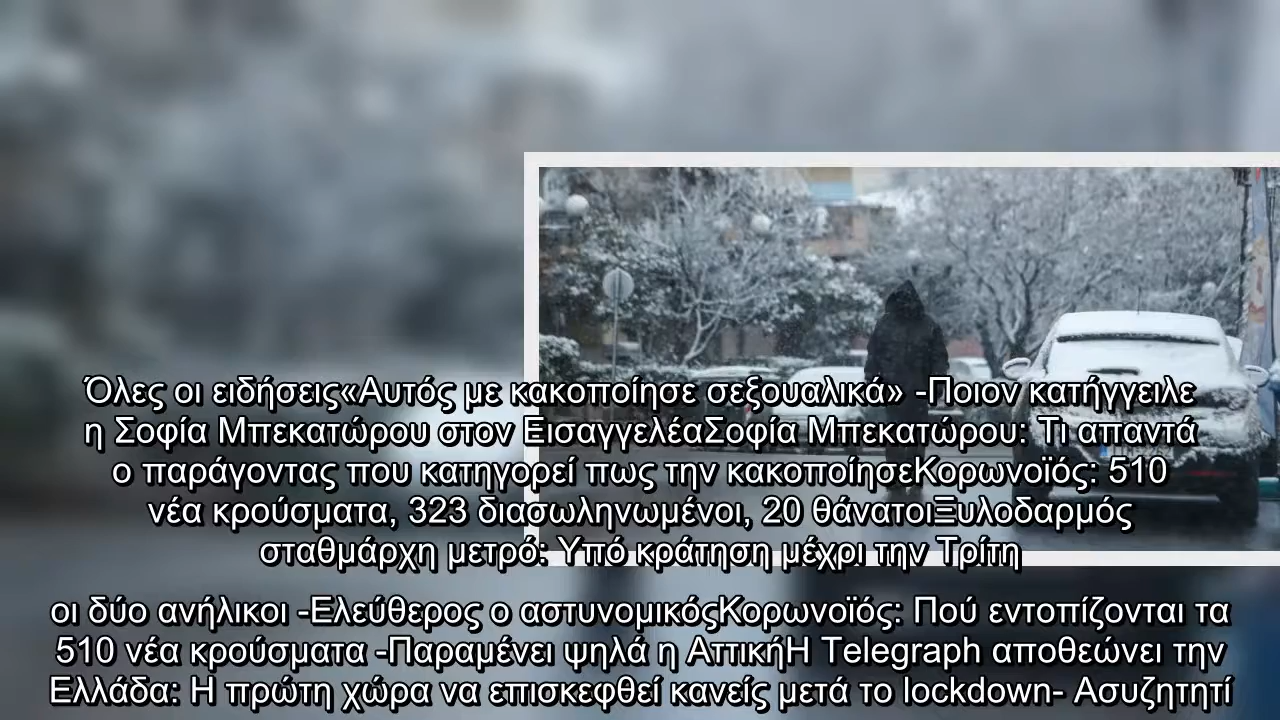 Όλες οι ειδήσεις«Αυτός με κακοποίησε σεξουαλικά» -Ποιον κατήγγειλε
η Σοφία Μπεκατώρου στον ΕισαγγελέαΣοφία Μπεκατώρου: Τι απαντά
ο παράγοντας που κατηγορεί πως την κακοποίησεΚορωνοϊός: 510
νέα κρούσματα, 323 διασωληνωμένοι, 20 θάνατοιΞυλοδαρμός
σταθμάρχη μετρό: Υπό κράτηση μέχρι την Τρίτη
οι δύο ανήλικοι -Ελεύθερος ο αστυνομικόςΚορωνοϊός: Πού εντοπίζονται τα
510 νέα κρούσματα -Παραμένει ψηλά η ΑττικήΗ Telegraph αποθεώνει την
Ελλάδα: Η πρώτη χώρα να επισκεφθεί κανείς μετά το lockdown- Ασυζητητί